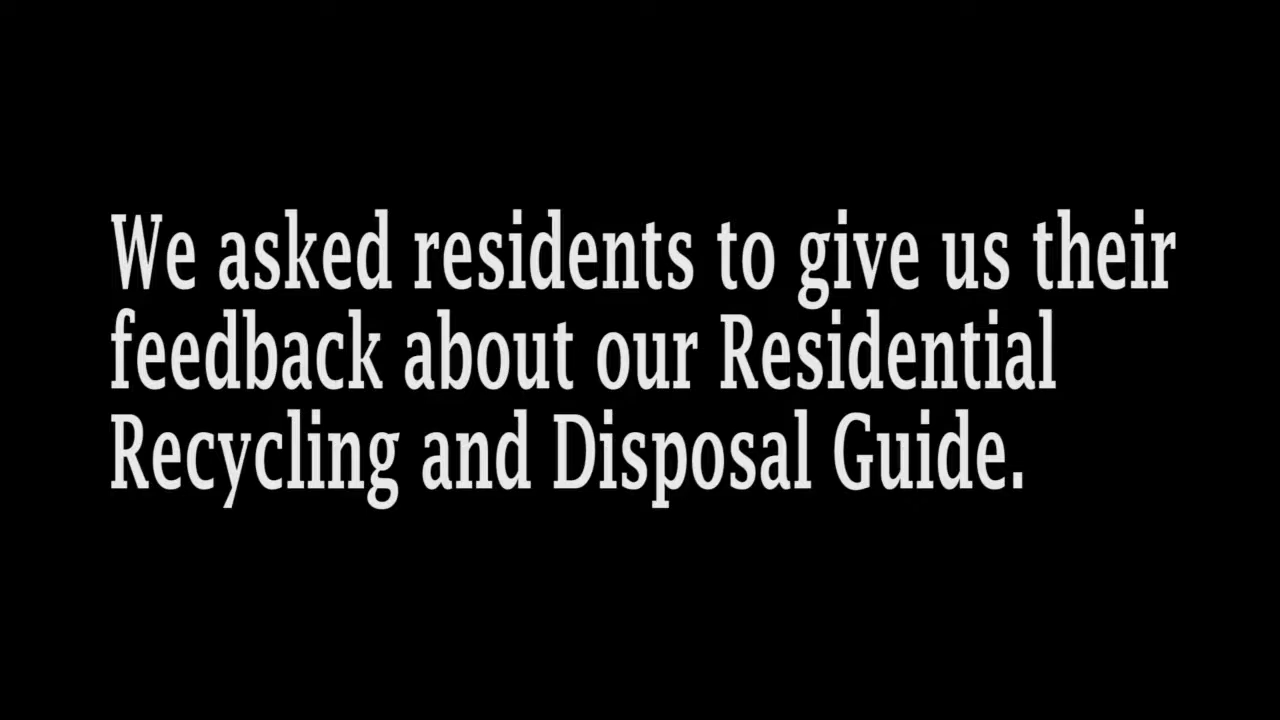 We asked residents to give us their
feedback about our Residential
Recycling and Disposal Guide.